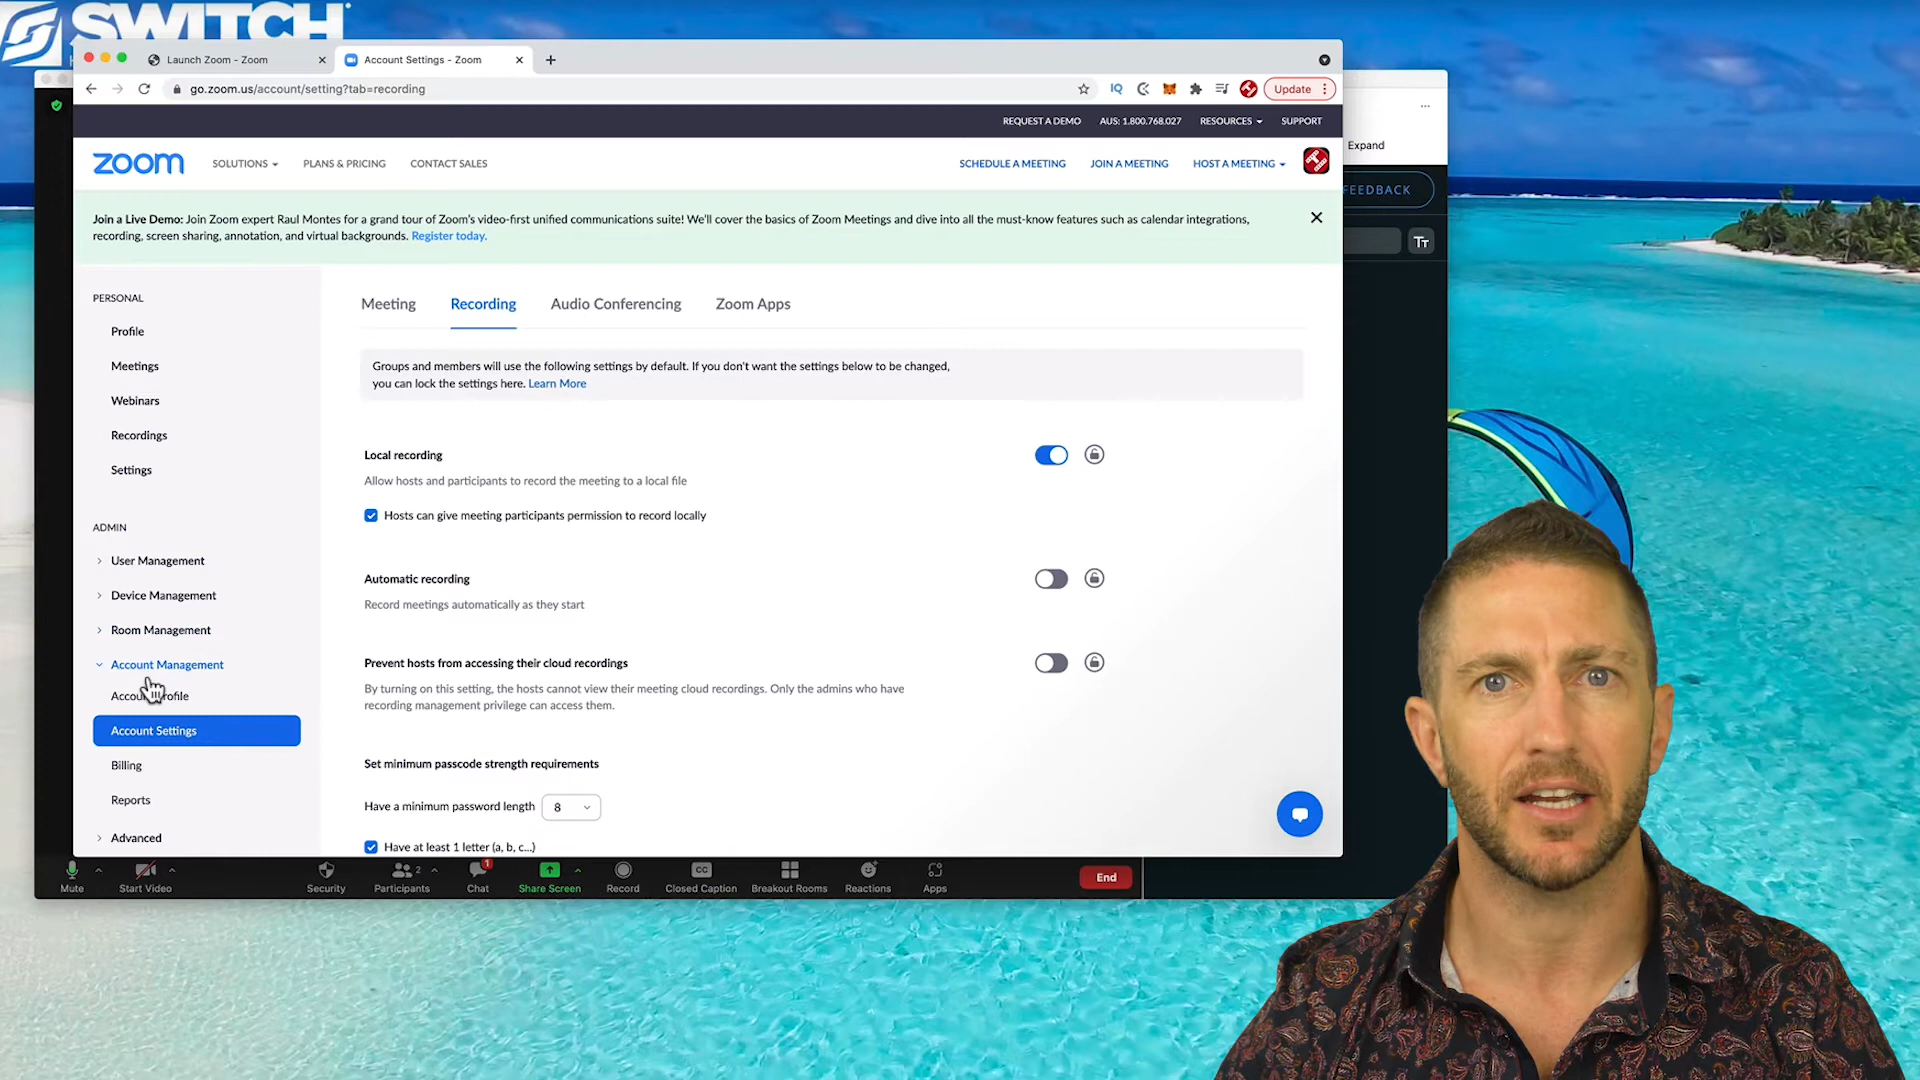 SWITCH
Launch Zoom - Zoom
Account Settings - Zoom
go.zoom.us/account/setting?tab=recording
IQ
Update
REQUEST A DEMO
AUS: 1.800.768.027
RESOURCES
SUPPORT
Expand
zoom
SOLUTIONS
PLANS & PRICING
CONTACT SALES
SCHEDULE A MEETING
JOIN A MEETING
HOST A MEETING
FEEDBACK
Join a Live Demo: Join Zoom expert Raul Montes for a grand tour of Zoom's video-first unified communications suite! We'll cover the basics of Zoom Meetings and dive into all the must-know features such as calendar integrations,
recording, screen sharing, annotation, and virtual backgrounds. Register today.
TT
PERSONAL
Profile
Meetings
Webinars
Recordings
Settings
ADMIN
User Management
Device Management
Room Management
Account Management
Account Settings
Billing
Reports
Advanced
Meeting
Recording
Audio Conferencing
Zoom Apps
Groups and members will use the following settings by default. If you don't want the settings below to be changed,
you can lock the settings here. Learn More
Local recording
Allow hosts and participants to record the meeting to a local file
Hosts can give meeting participants permission to record locally
Automatic recording
Record meetings automatically as they start
Prevent hosts from accessing their cloud recordings
By turning on this setting, the hosts cannot view their meeting cloud recordings. Only the admins who have
recording management privilege can access them.
Set minimum passcode strength requirements
Have a minimum password length 8
Have at least 1 letter (a, b, c...)
Mute
Start Video
Security
2
Participants
1
Chat
Share Screen
Record
CC
Closed Caption
Breakout Rooms
Reactions
Apps
End